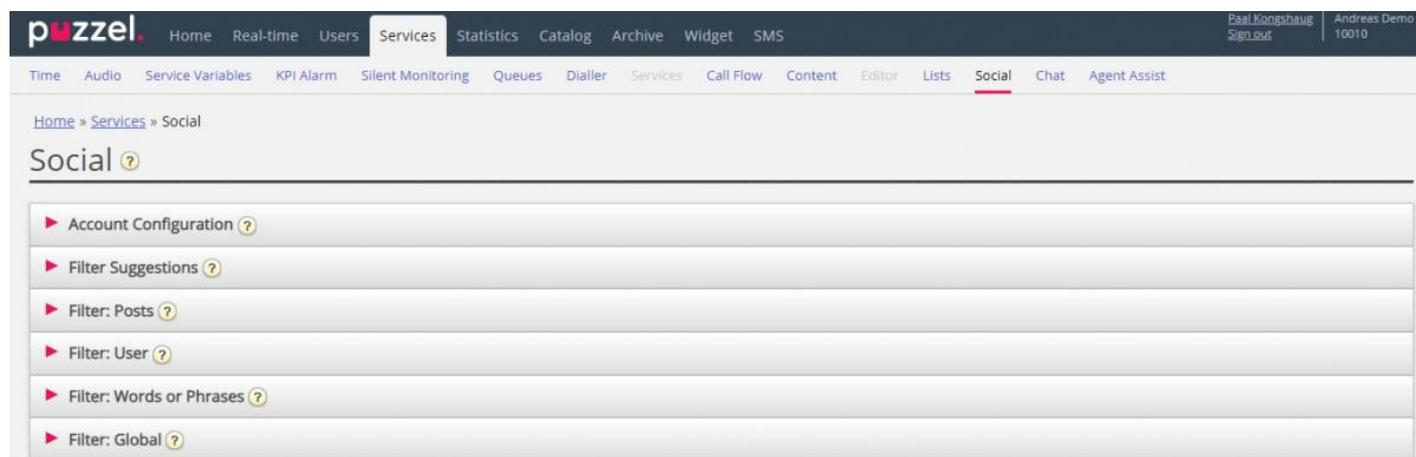 puzzel. Home Real-time Users Services Statistics Catalog Archive Widget SMS
Paal Kongshaug Andreas Demo
Sign out 10010
Time Audio Service Variables KPI Alarm Silent Monitoring Queues Dialler Services Call Flow Content Editor Lists Social Chat Agent Assist
Home » Services » Social
Social ?
Account Configuration ?
Filter Suggestions ?
Filter: Posts ?
Filter: User ?
Filter: Words or Phrases ?
Filter: Global ?